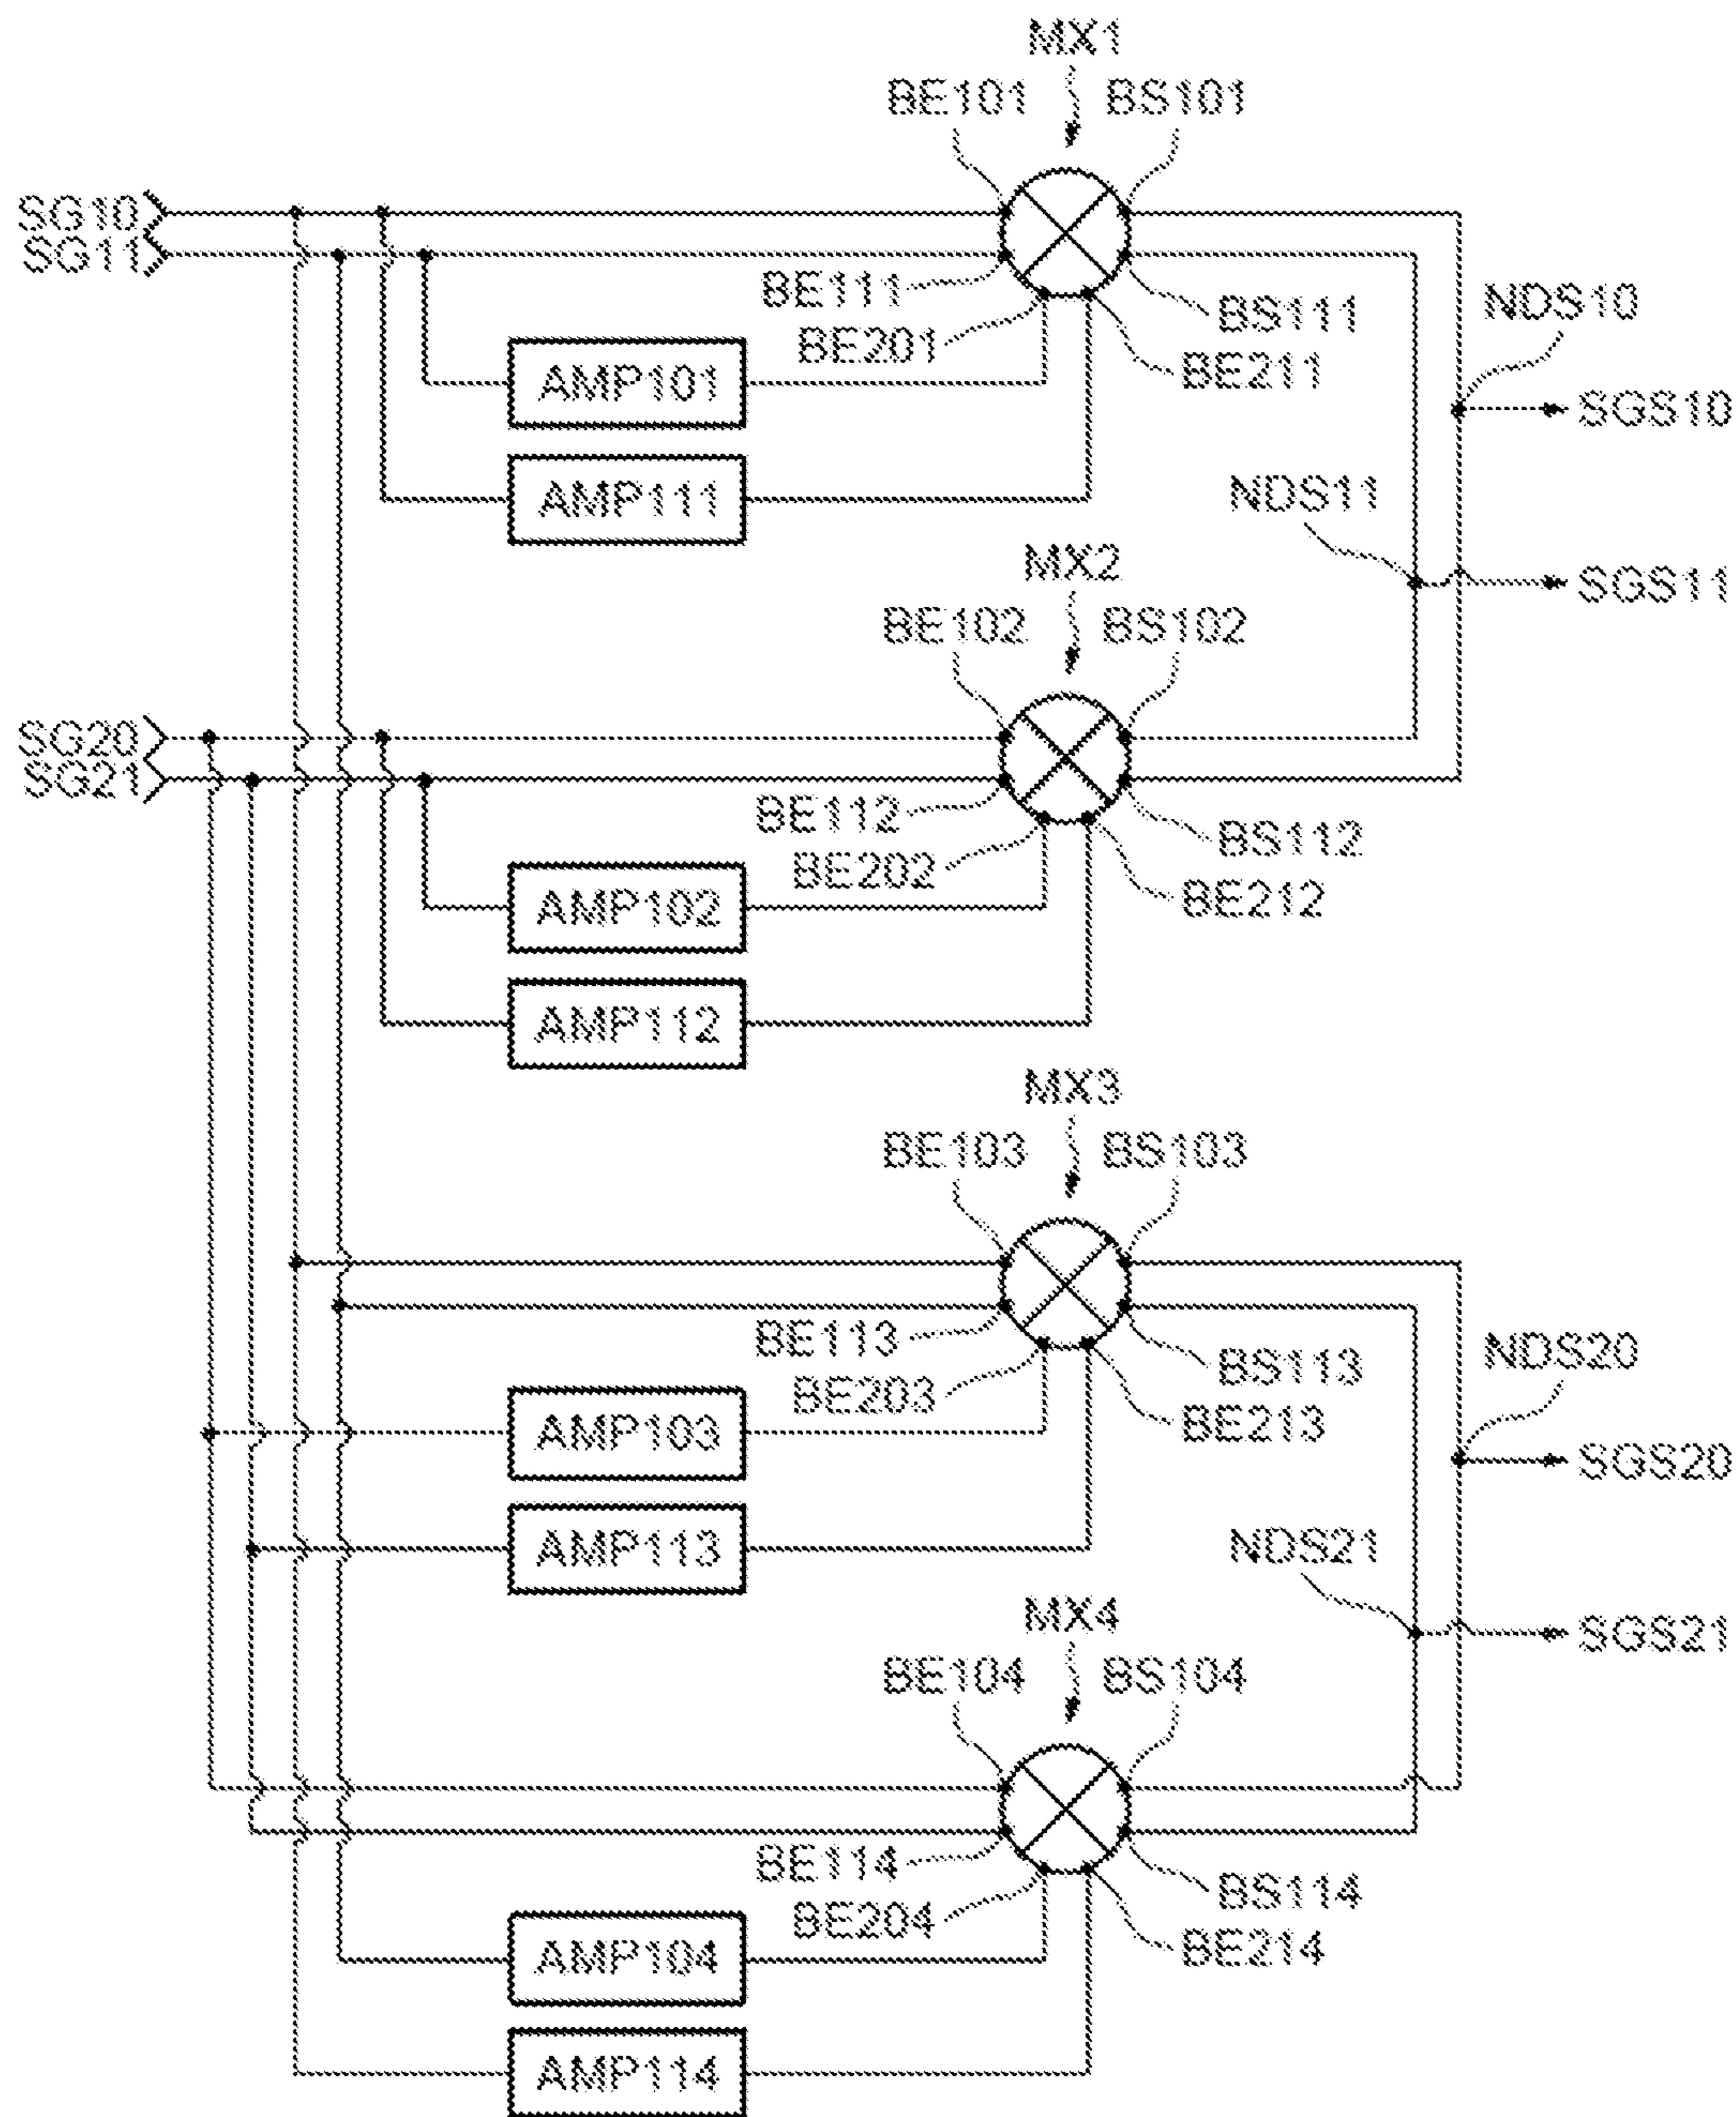 MX1
BE101
BS101
SG10
SG11
BE111
BS111
NDS10
BE201
BE211
AMP101
SGS10
AMP111
NDS11
MX2
SGS11
BE102
BS102
SG20
SG21
BE112
BS112
BE202
BE212
AMP102
AMP112
MX3
BE103
BS103
BE113
BS113
NDS20
BE203
BE213
AMP103
SGS20
AMP113
NDS21
MX4
SGS21
BE104
BS104
BE114
BS114
BE204
BE214
AMP104
AMP114